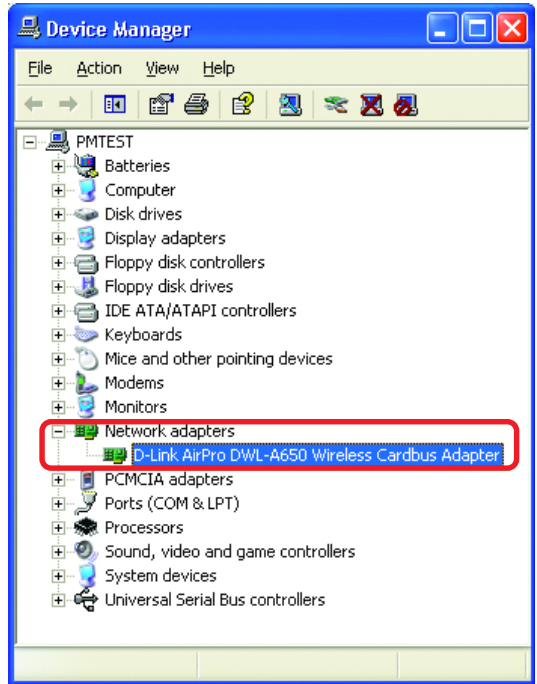 Device Manager
File Action View Help
PMTEST
Batteries
Computer
Disk drives
Display adapters
Floppy disk controllers
Floppy disk drives
IDE ATA/ATAPI controllers
Keyboards
Mice and other pointing devices
Modems
Monitors
Network adapters
D-Link AirPro DWL-A650 Wireless Cardbus Adapter
PCMCIA adapters
Ports (COM & LPT)
Processors
Sound, video and game controllers
System devices
Universal Serial Bus controllers